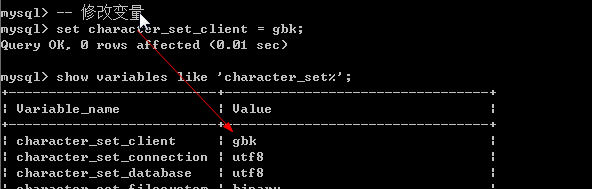 mysql> -- 修改变量
mysql> set character_set_client = gbk;
Query OK, 0 rows affected (0.01 sec)
mysql> show variables like 'character_set%';
+--------------------------+----------------------------------+
| Variable_name | Value |
+--------------------------+----------------------------------+
| character_set_client | gbk |
| character_set_connection | utf8 |
| character_set_database | utf8 |
| character_set_filesystem | binary |